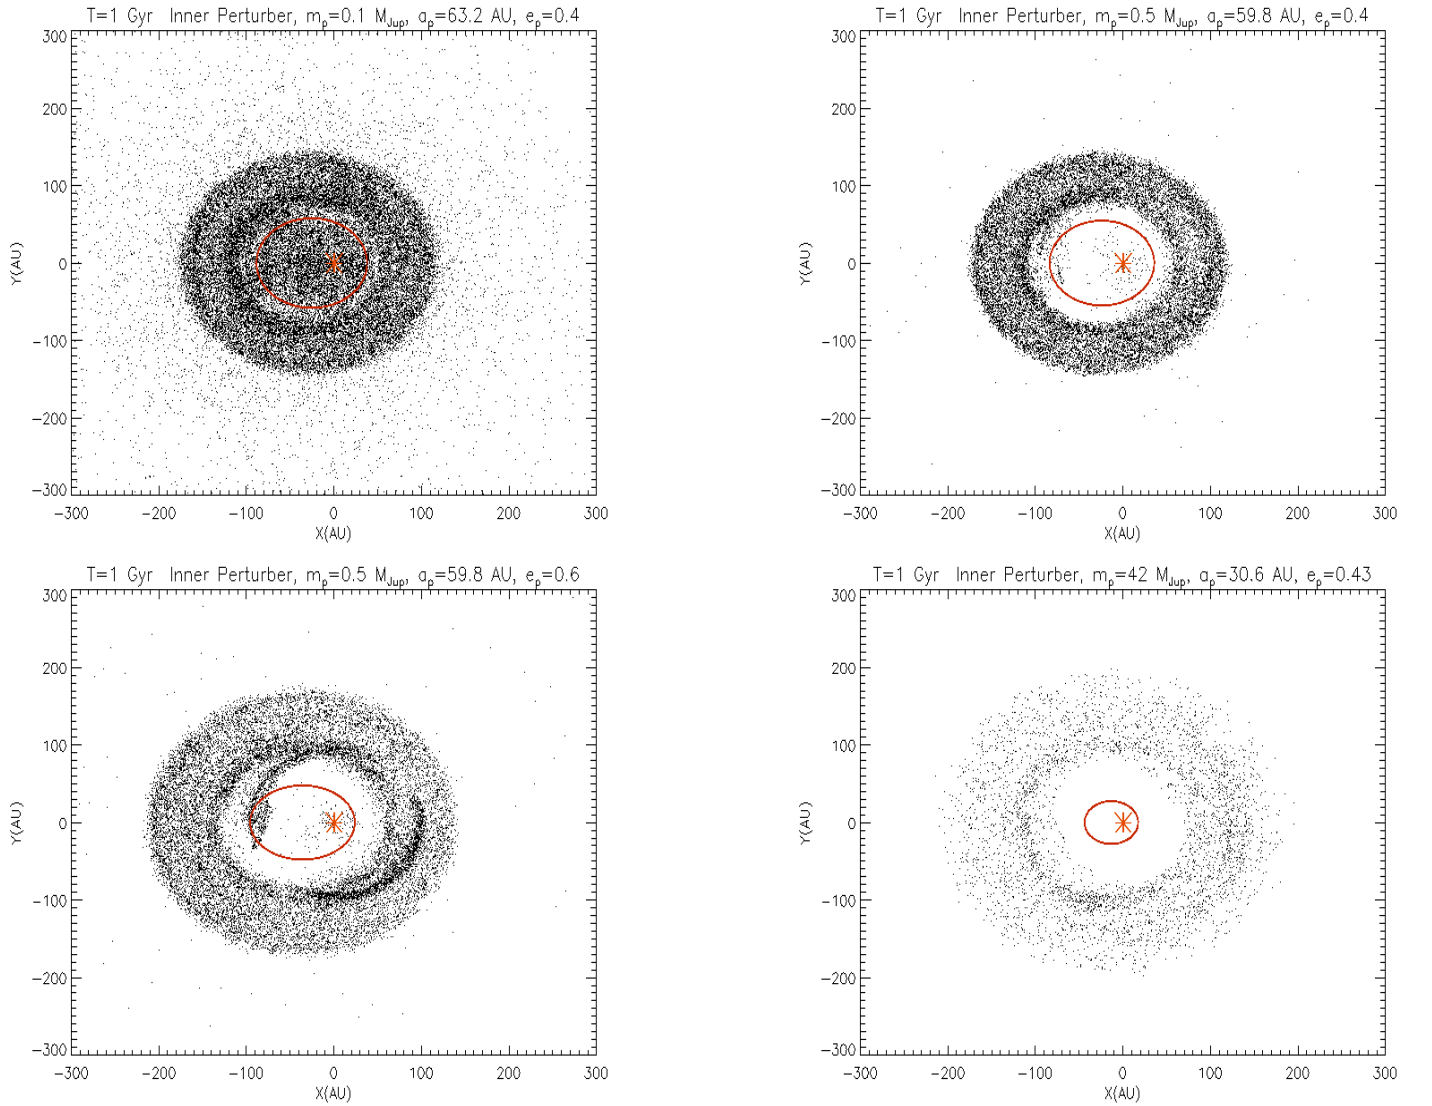 T=1 Gyr Inner Perturber, mp=0.1 MJup, ap=63.2 AU, ep=0.4
300
200
100
0
−100
−200
−300
Y(AU)
−300 −200 −100 0 100 200 300
X(AU)
T=1 Gyr Inner Perturber, mp=0.5 MJup, ap=59.8 AU, ep=0.4
300
200
100
0
−100
−200
−300
Y(AU)
−300 −200 −100 0 100 200 300
X(AU)
T=1 Gyr Inner Perturber, mp=0.5 MJup, ap=59.8 AU, ep=0.6
300
200
100
0
−100
−200
−300
Y(AU)
−300 −200 −100 0 100 200 300
X(AU)
T=1 Gyr Inner Perturber, mp=42 MJup, ap=30.6 AU, ep=0.43
300
200
100
0
−100
−200
−300
Y(AU)
−300 −200 −100 0 100 200 300
X(AU)